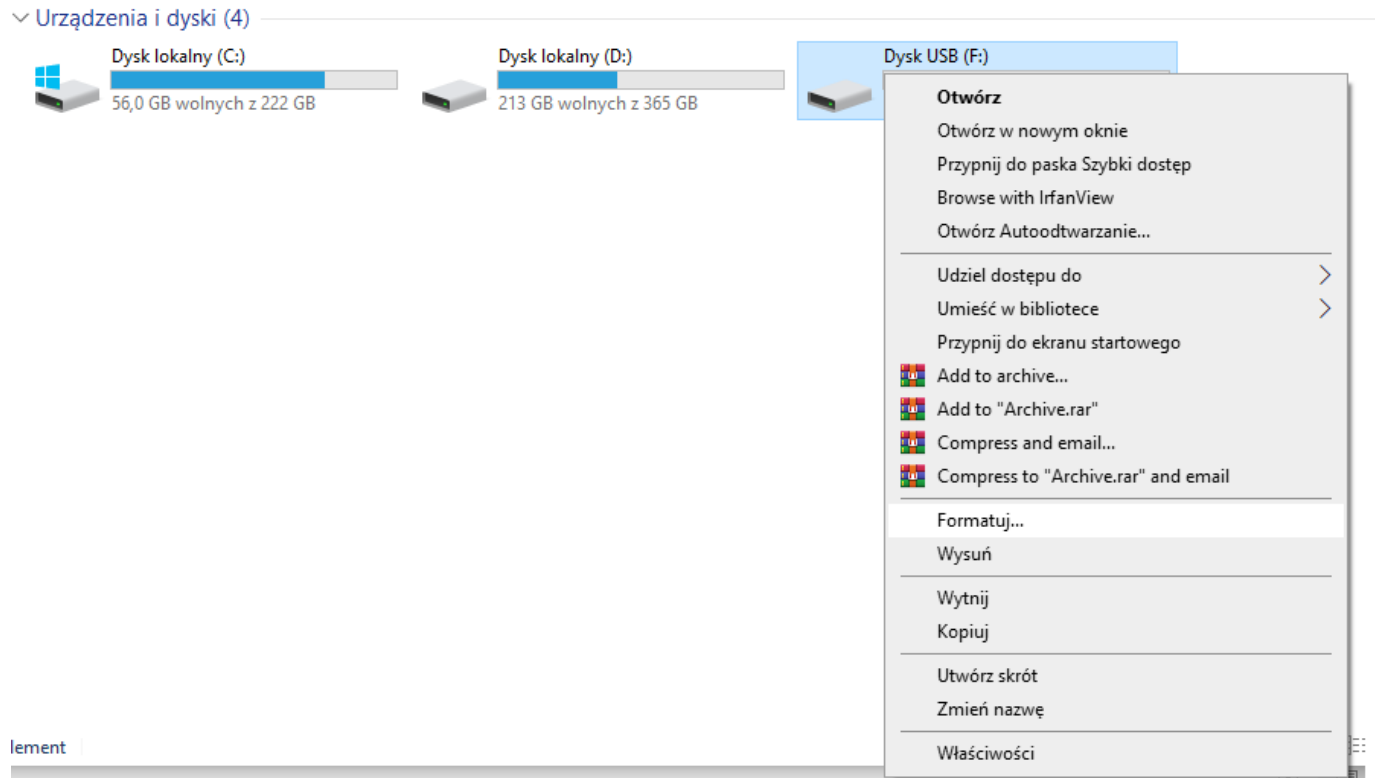 Urządzenia i dyski (4)
Dysk lokalny (C:)
56,0 GB wolnych z 222 GB
Dysk lokalny (D:)
213 GB wolnych z 365 GB
Dysk USB (F:)
Otwórz
Otwórz w nowym oknie
Przypnij do paska Szybki dostęp
Browse with IrfanView
Otwórz Autoodtwarzanie...
Udziel dostępu do
Umieść w bibliotece
Przypnij do ekranu startowego
Add to archive...
Add to "Archive.rar"
Compress and email...
Compress to "Archive.rar" and email
Formatuj...
Wysuń
Wytnij
Kopiuj
Utwórz skrót
Zmień nazwę
Właściwości
lement